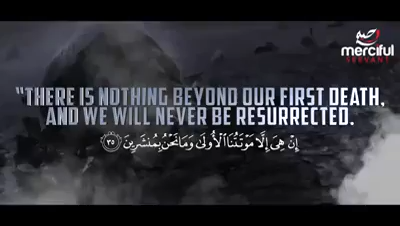 merciful
SERVANT
"THERE IS NOTHING BEYOND OUR FIRST DEATH,
AND WE WILL NEVER BE RESURRECTED.
إِنْ هِيَ إِلَّا مَوْتَتُنَا ٱلْأُولَىٰ وَمَا نَحْنُ بِمُنشَرِينَ ۝٣٥